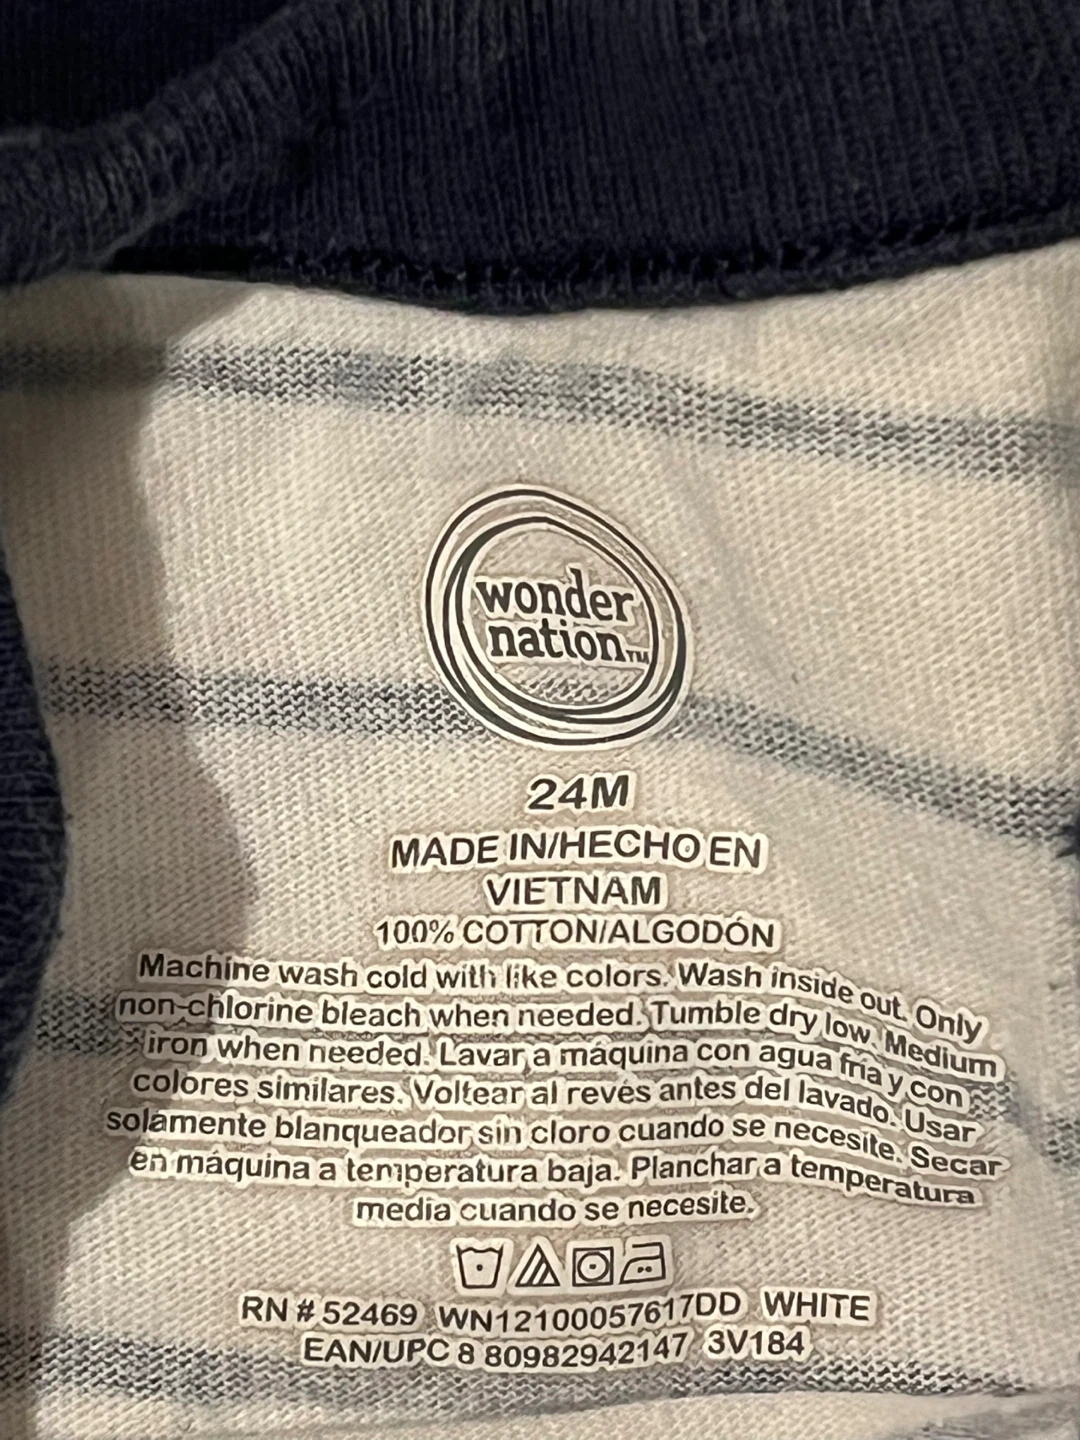 wonder
nation™
24M
MADE IN/HECHO EN
VIETNAM
100% COTTON/ALGODÓN
Machine wash cold with like colors. Wash inside out. Only
non-chlorine bleach when needed. Tumble dry low. Medium
iron when needed. Lavar a máquina con agua fría y con
colores similares. Voltear al revés antes del lavado. Usar
solamente blanqueador sin cloro cuando se necesite. Secar
en máquina a temperatura baja. Planchar a temperatura
media cuando se necesite.
RN # 52469 WN12100057617DD WHITE
EAN/UPC 8 80982942147 3V184